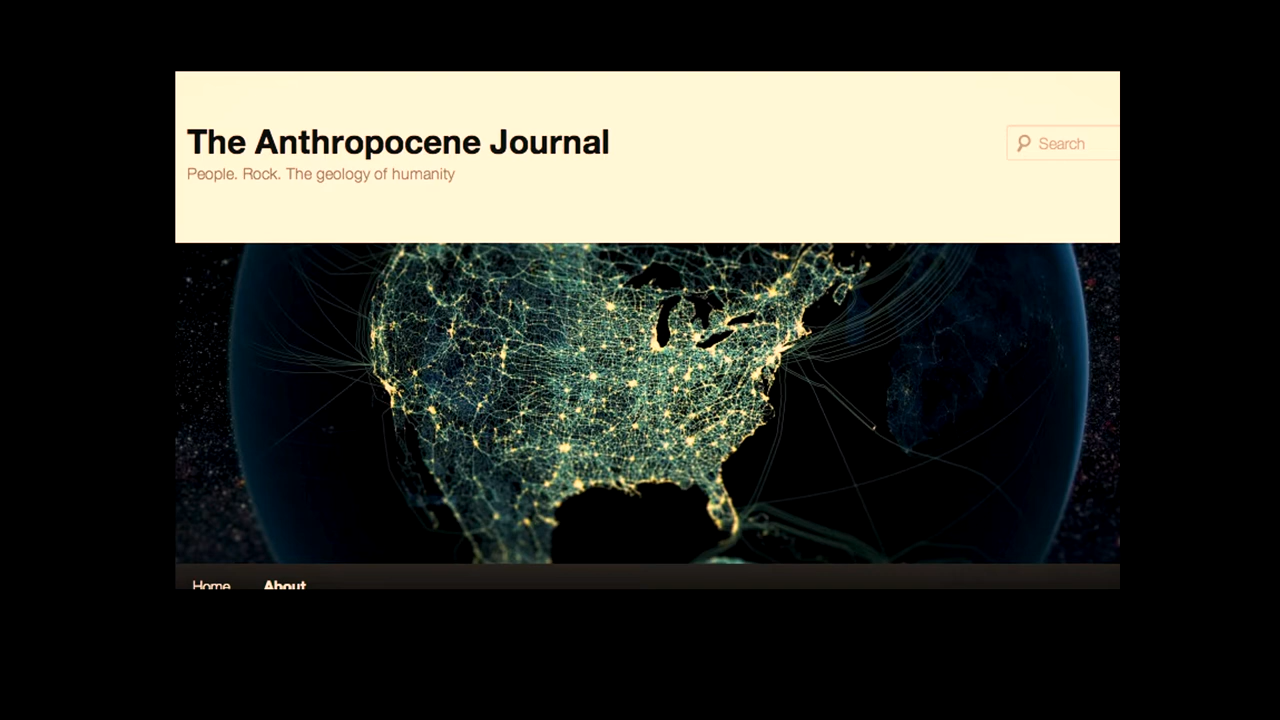 The Anthropocene Journal
Search
People. Rock. The geology of humanity
Home About